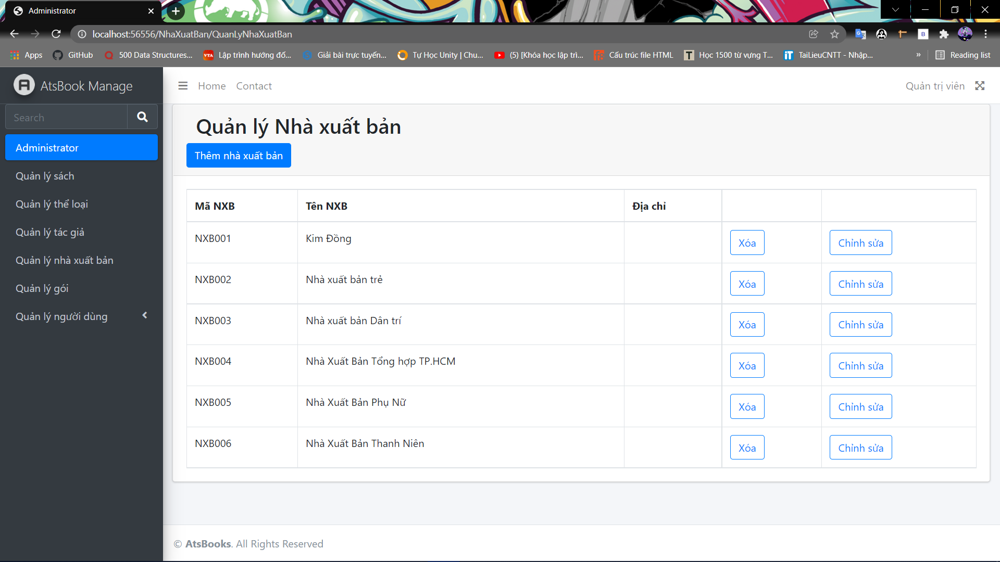 Administrator
localhost:56556/NhaXuatBan/QuanLyNhaXuatBan
Apps GitHub 500 Data Structures... Lập trình hướng đố... Giải bài trực tuyến... Tự Học Unity | Chu... (5) [Khóa học lập trì... Cấu trúc file HTML Học 1500 từ vựng T... TaiLieuCNTT - Nhập... » Reading list
AtsBook Manage
Home Contact Quản trị viên
Search
Administrator
Quản lý sách
Quản lý thể loại
Quản lý tác giả
Quản lý nhà xuất bản
Quản lý gói
Quản lý người dùng
Quản lý Nhà xuất bản
Thêm nhà xuất bản
Mã NXB Tên NXB Địa chỉ
NXB001 Kim Đồng Xóa Chỉnh sửa
NXB002 Nhà xuất bản trẻ Xóa Chỉnh sửa
NXB003 Nhà xuất bản Dân trí Xóa Chỉnh sửa
NXB004 Nhà Xuất Bản Tổng hợp TP.HCM Xóa Chỉnh sửa
NXB005 Nhà Xuất Bản Phụ Nữ Xóa Chỉnh sửa
NXB006 Nhà Xuất Bản Thanh Niên Xóa Chỉnh sửa
© AtsBooks. All Rights Reserved